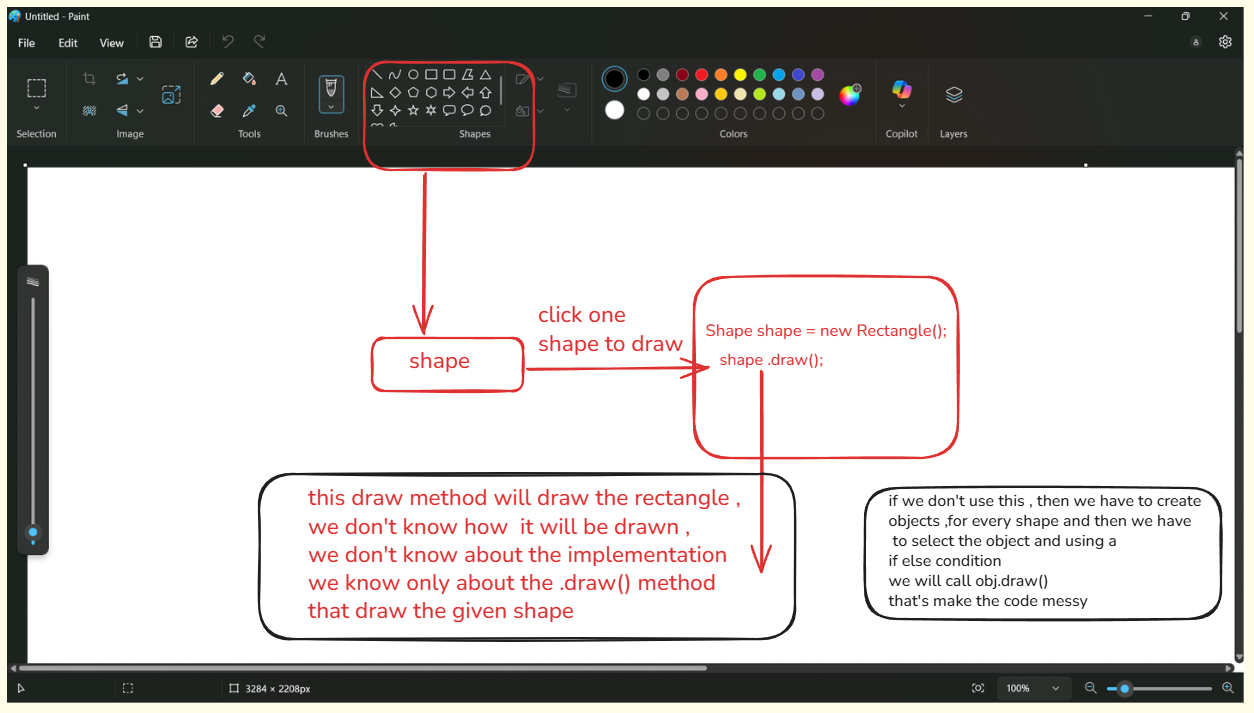 Untitled - Paint
File Edit View
A
Selection Image Tools Brushes Shapes Colors Copilot Layers
click one
shape to draw
shape
Shape shape = new Rectangle();
shape .draw();
this draw method will draw the rectangle ,
we don't know how it will be drawn ,
we don't know about the implementation
we know only about the .draw() method
that draw the given shape
if we don't use this , then we have to create
objects ,for every shape and then we have
to select the object and using a
if else condition
we will call obj.draw()
that's make the code messy
3284 × 2208px 100%